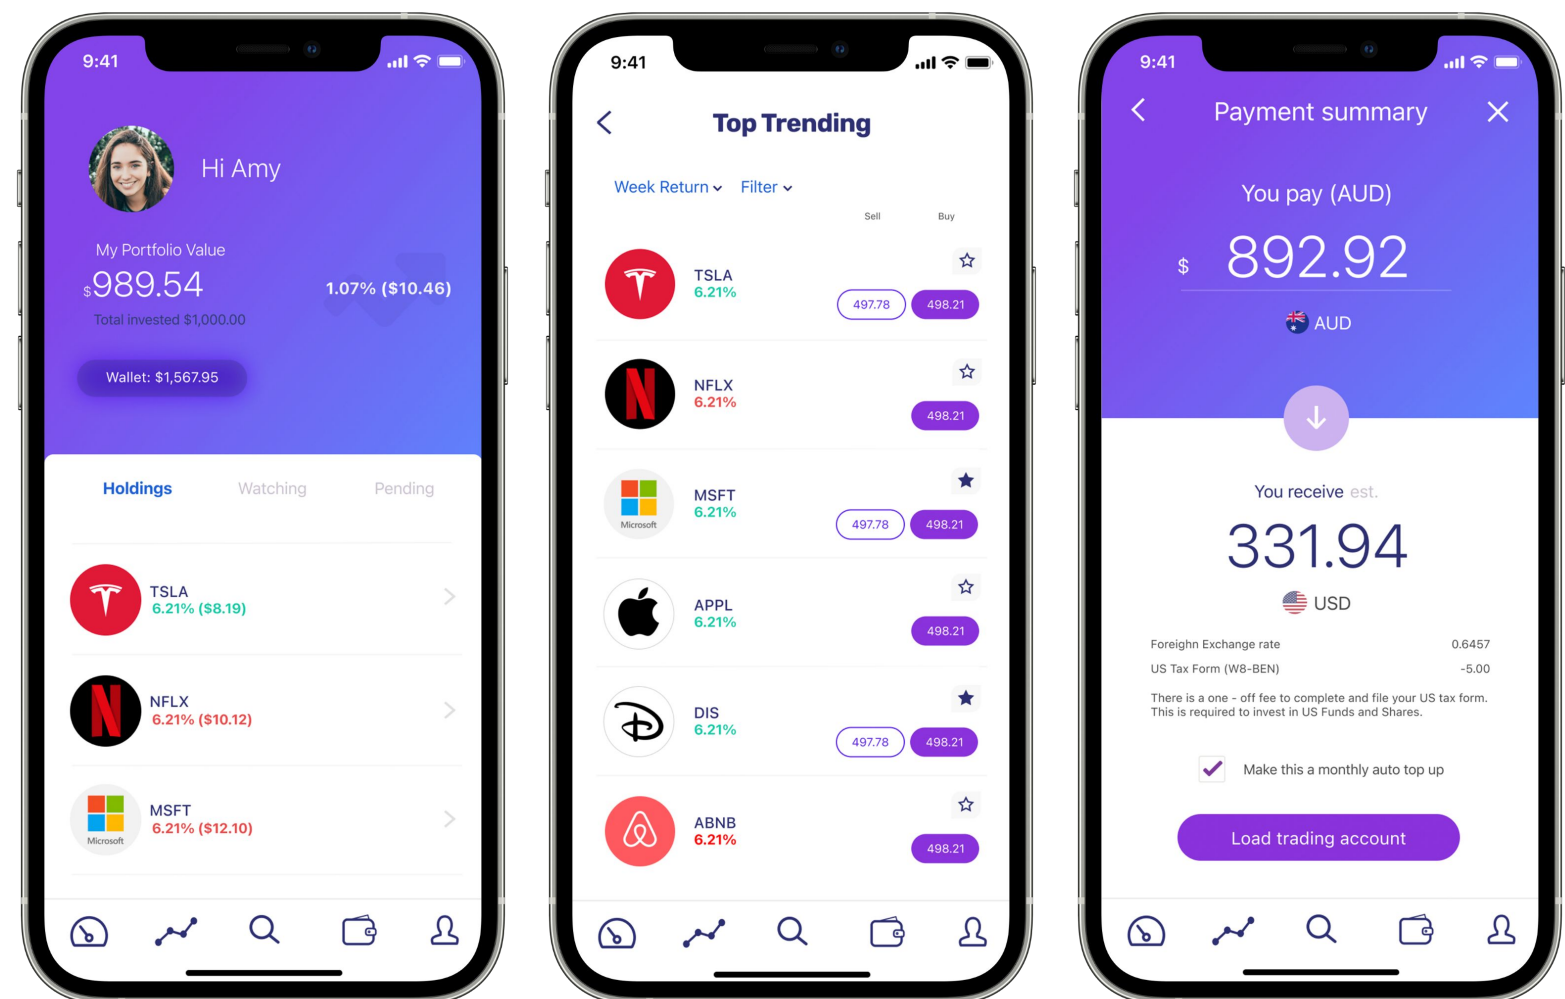 9:41
Hi Amy
My Portfolio Value
$989.54
1.07% ($10.46)
Total invested $1,000.00
Wallet: $1,567.95
Holdings Watching Pending
TSLA
6.21% ($8.19)
NFLX
6.21% ($10.12)
Microsoft
MSFT
6.21% ($12.10)
9:41
Top Trending
Week Return Filter
Sell Buy
TSLA
6.21%
497.78 498.21
NFLX
6.21%
498.21
Microsoft
MSFT
6.21%
497.78 498.21
APPL
6.21%
498.21
DIS
6.21%
497.78 498.21
ABNB
6.21%
498.21
9:41
Payment summary
You pay (AUD)
$ 892.92
AUD
You receive est.
331.94
USD
Foreighn Exchange rate 0.6457
US Tax Form (W8-BEN) -5.00
There is a one - off fee to complete and file your US tax form.
This is required to invest in US Funds and Shares.
Make this a monthly auto top up
Load trading account